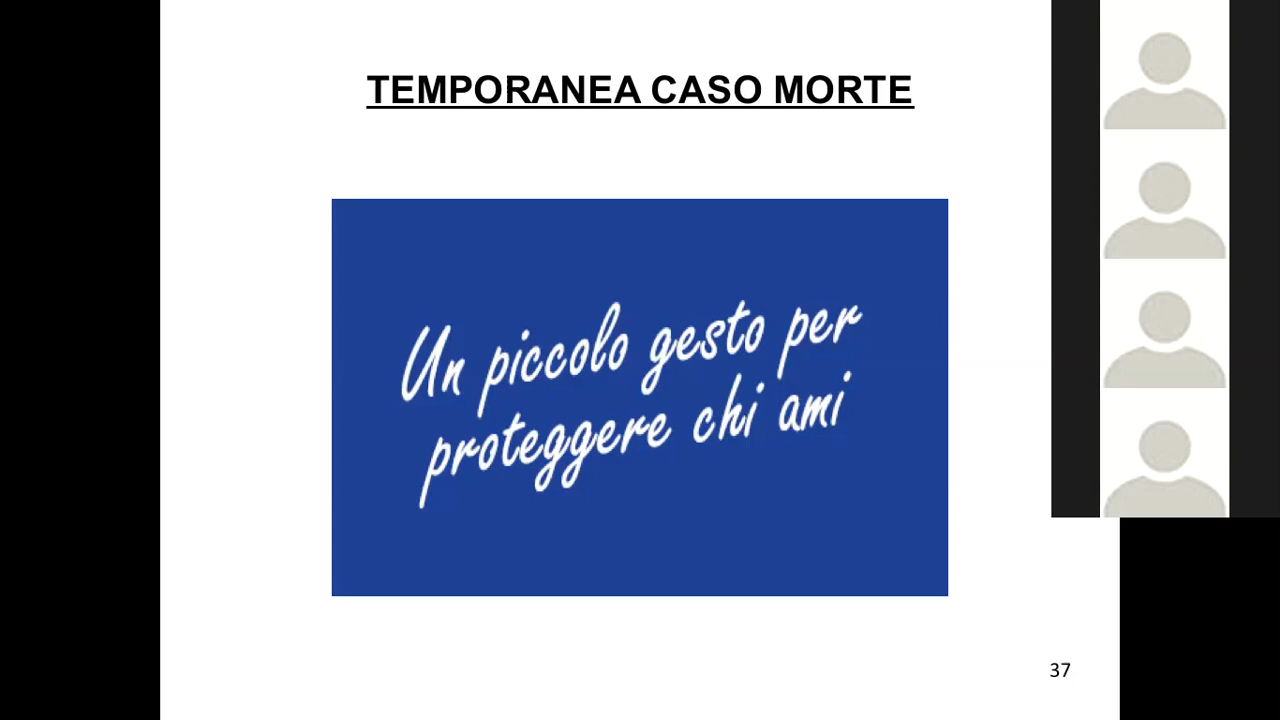 TEMPORANEA CASO MORTE
Un piccolo gesto per
proteggere chi ami
37